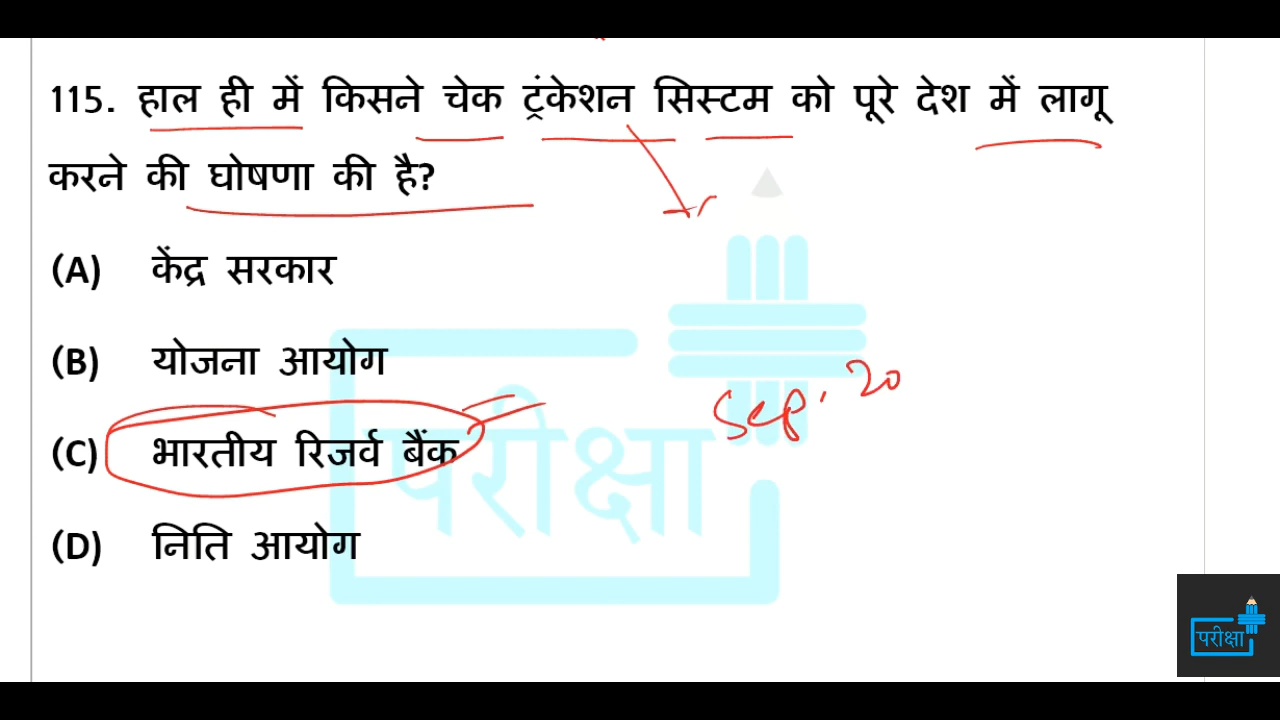 115. हाल ही में किसने चेक ट्रंकेशन सिस्टम को पूरे देश में लागू
करने की घोषणा की है?
(A) केंद्र सरकार
(B) योजना आयोग
Sep. 20
(C) भारतीय रिजर्व बैंक
(D) निति आयोग
परीक्षा
परीक्षा